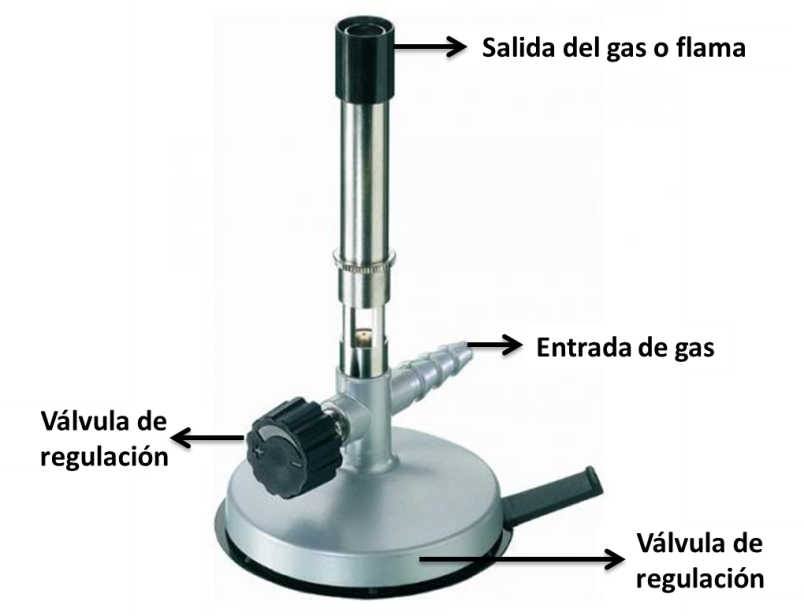 Salida del gas o flama
Entrada de gas
Válvula de
regulación
Válvula de
regulación